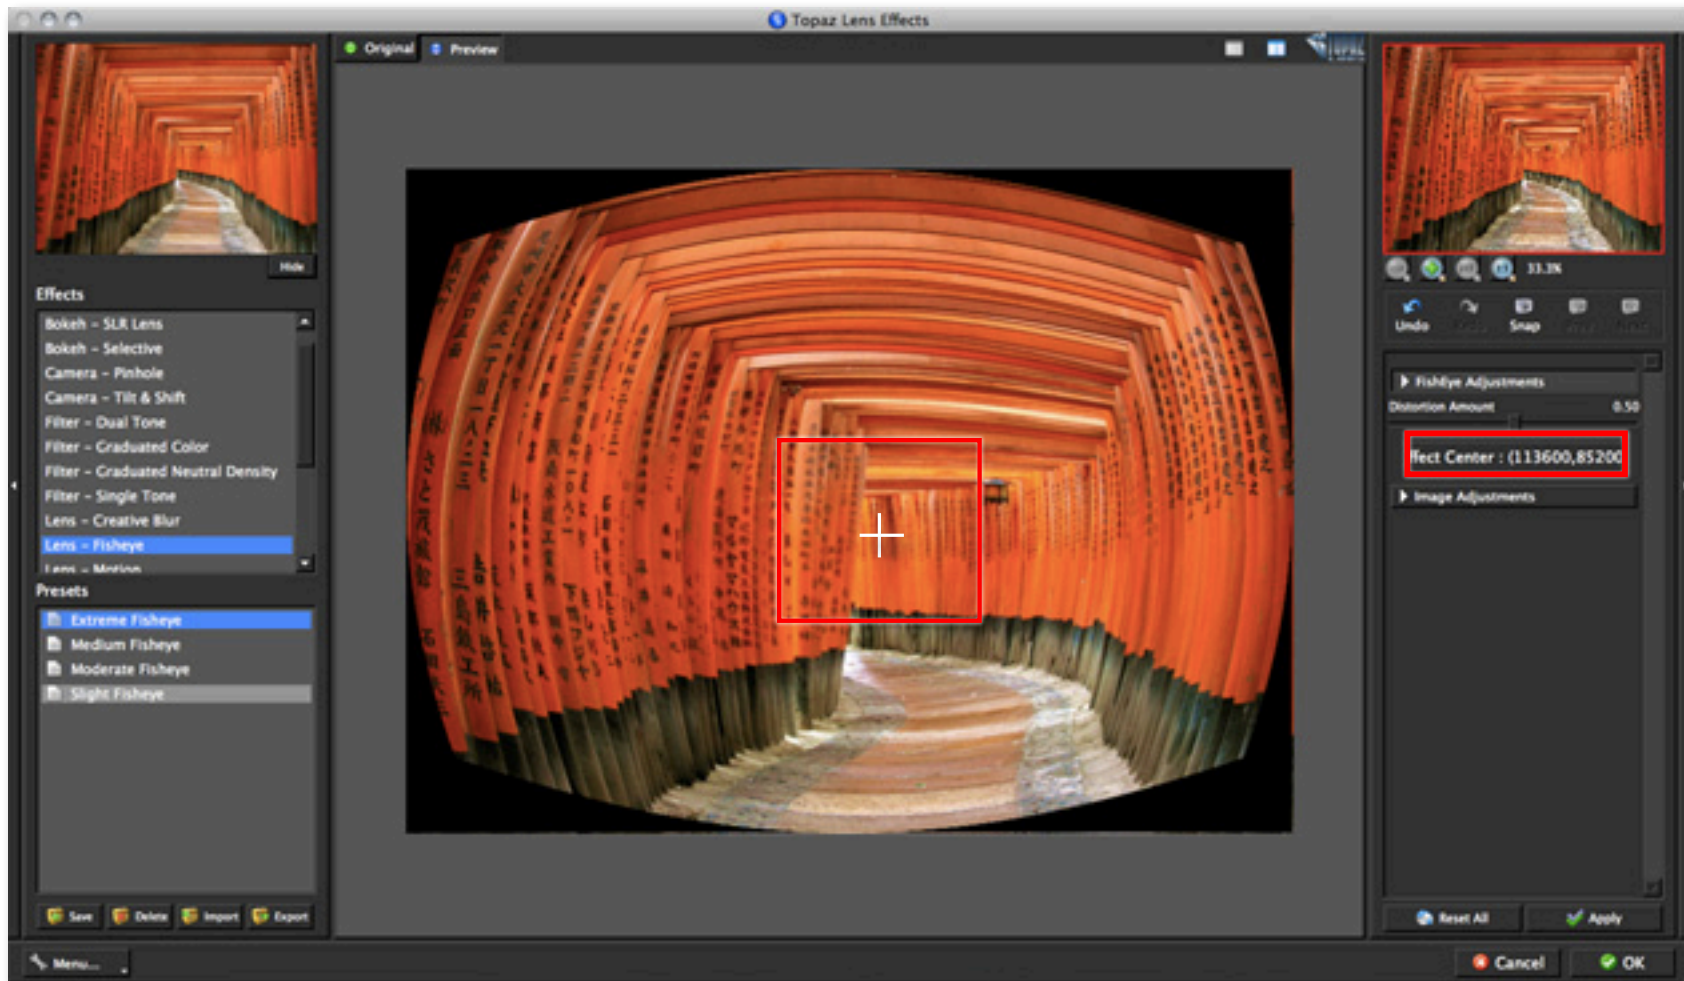 Topaz Lens Effects
Original
Preview
TOPAZ
Hide
Effects
Bokeh - SLR Lens
Bokeh - Selective
Camera - Pinhole
Camera - Tilt & Shift
Filter - Dual Tone
Filter - Graduated Color
Filter - Graduated Neutral Density
Filter - Single Tone
Lens - Creative Blur
Lens - Fisheye
Lens - Motion
Presets
Extreme Fisheye
Medium Fisheye
Moderate Fisheye
Slight Fisheye
Save Delete Import Export
Menu...
33.3%
Undo
Snap
FishEye Adjustments
Distortion Amount 0.50
ffect Center : (113600,85200
Image Adjustments
Reset All
Apply
Cancel
OK